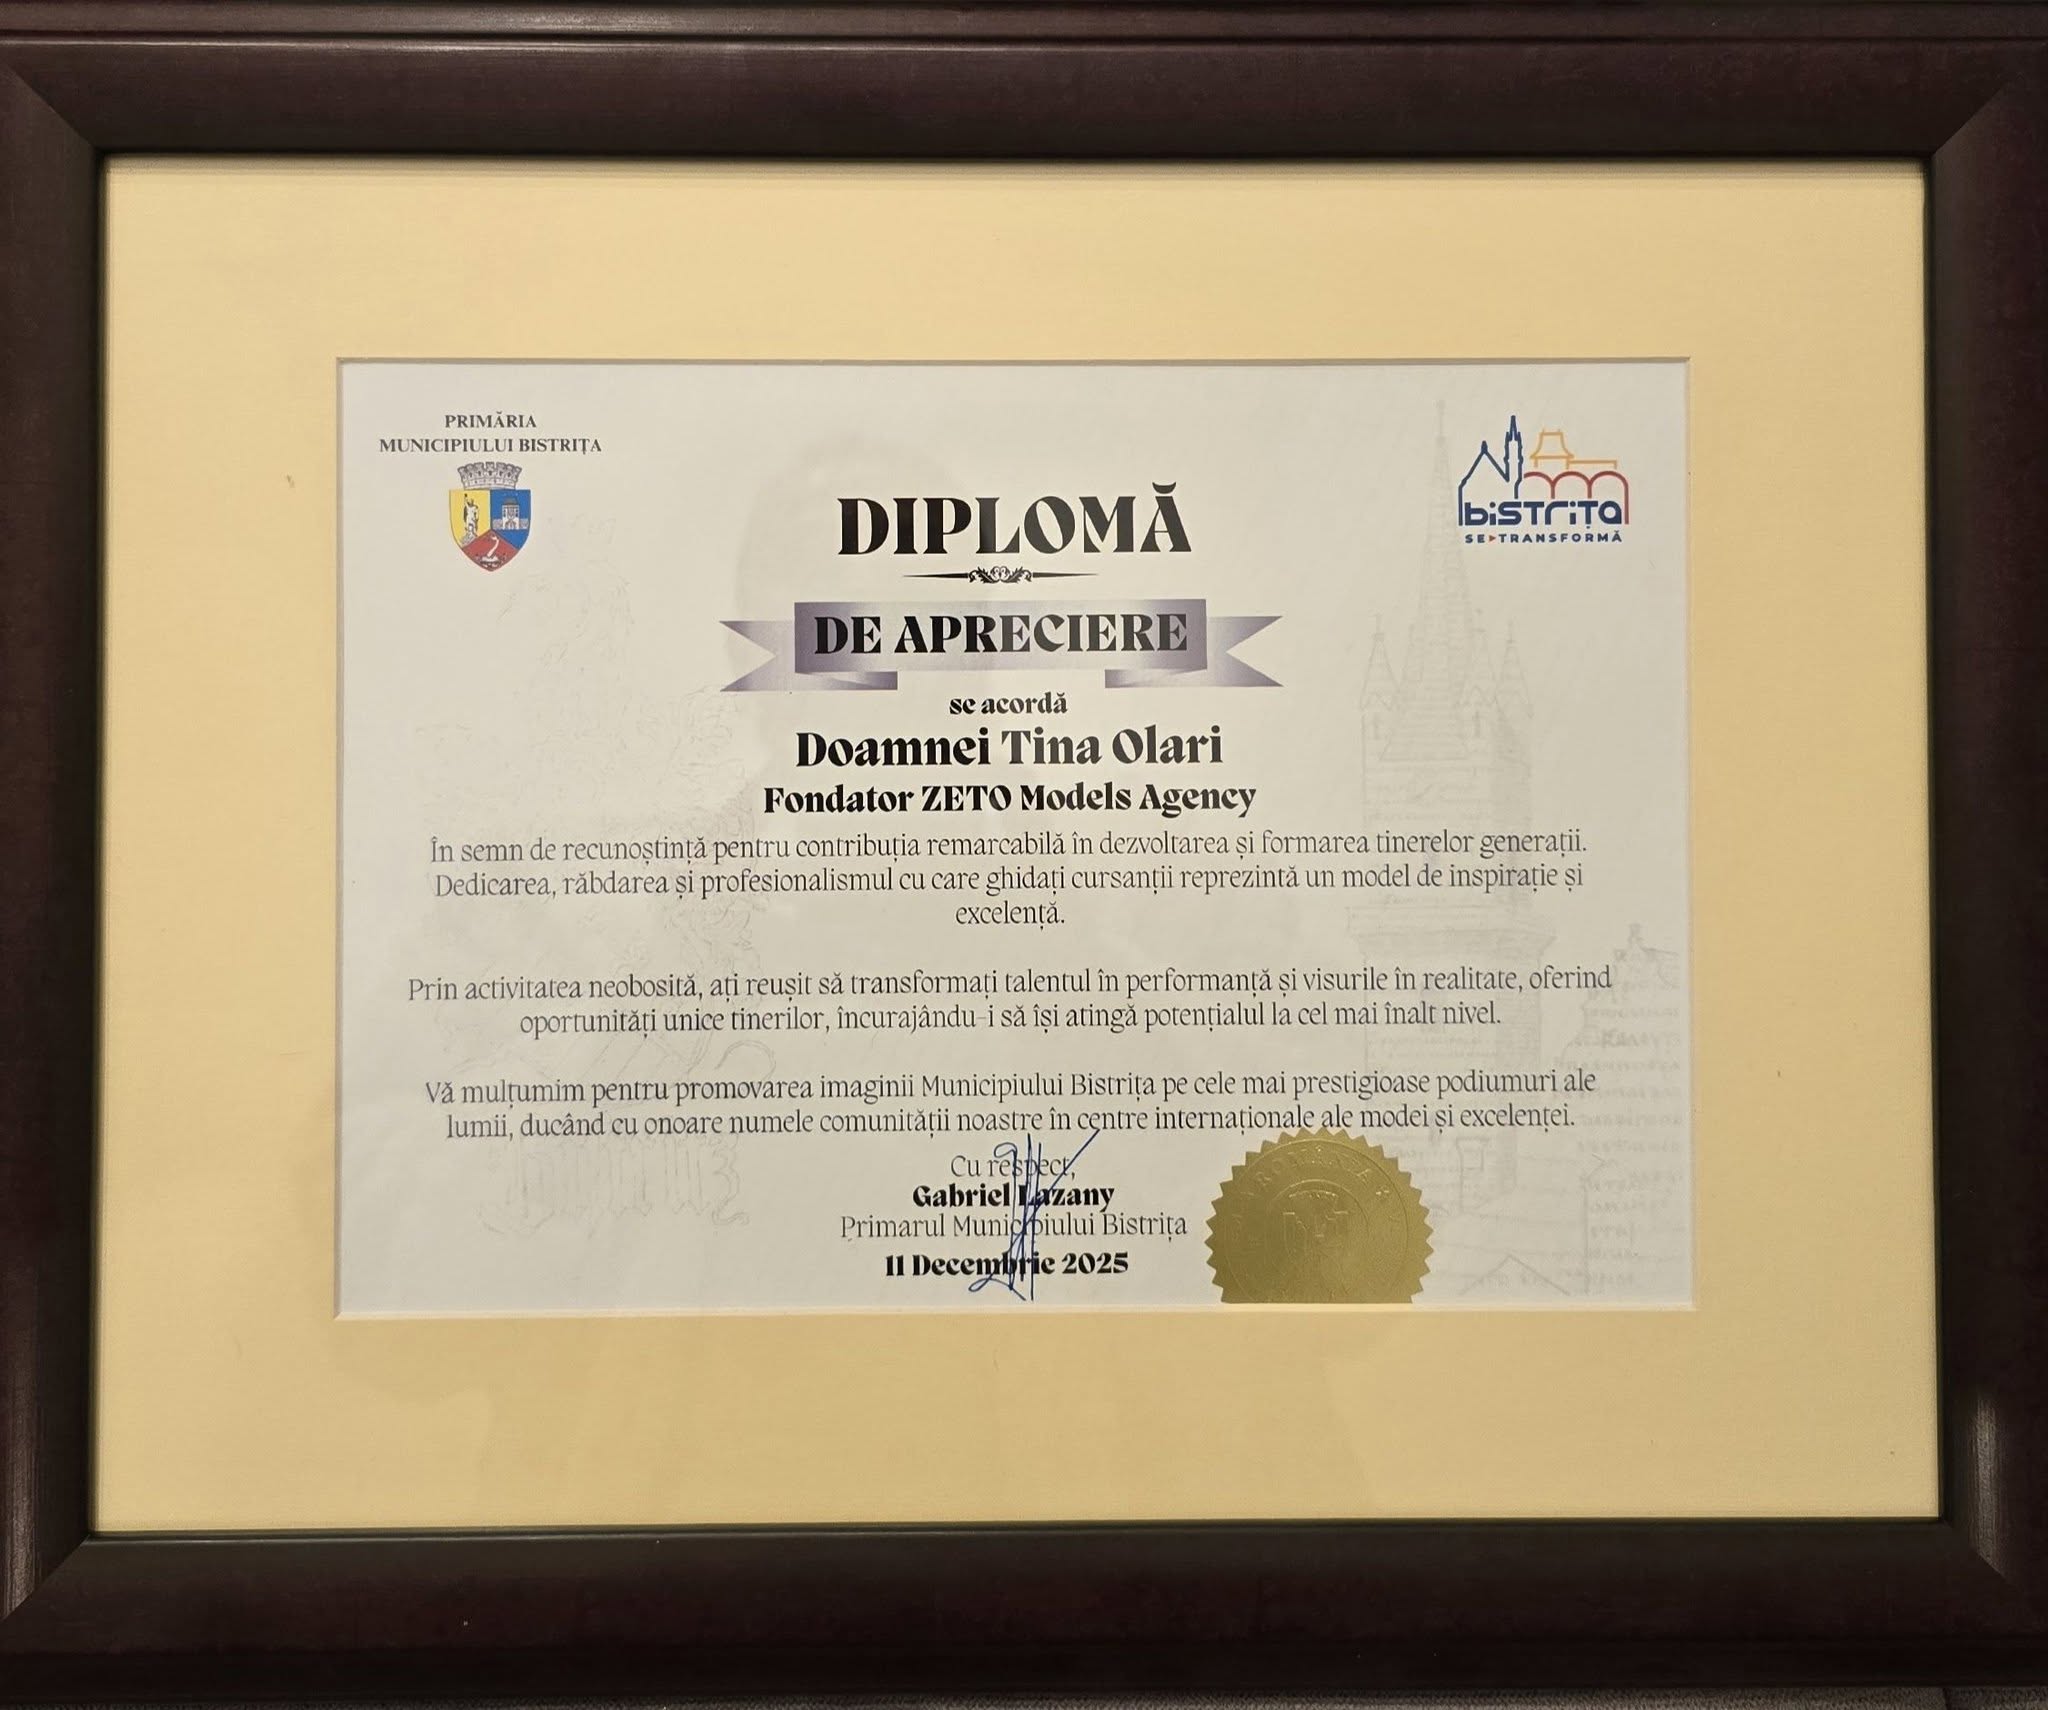 PRIMĂRIA
MUNICIPIULUI BISTRIȚA
bistrița
SE TRANSFORMĂ
DIPLOMĂ
DE APRECIERE
se acordă
Doamnei Tina Olari
Fondator ZETO Models Agency
În semn de recunoștință pentru contribuția remarcabilă în dezvoltarea și formarea tinerelor generații.
Dedicarea, răbdarea și profesionalismul cu care ghidați cursanții reprezintă un model de inspirație și
excelență.
Prin activitatea neobosită, ați reușit să transformați talentul în performanță și visurile în realitate, oferind
oportunități unice tinerilor, încurajându-i să își atingă potențialul la cel mai înalt nivel.
Vă mulțumim pentru promovarea imaginii Municipiului Bistrița pe cele mai prestigioase podiumuri ale
lumii, ducând cu onoare numele comunității noastre în centre internaționale ale modei și excelenței.
Cu respect,
Gabriel Lazany
Primarul Municipiului Bistrița
11 Decembrie 2025